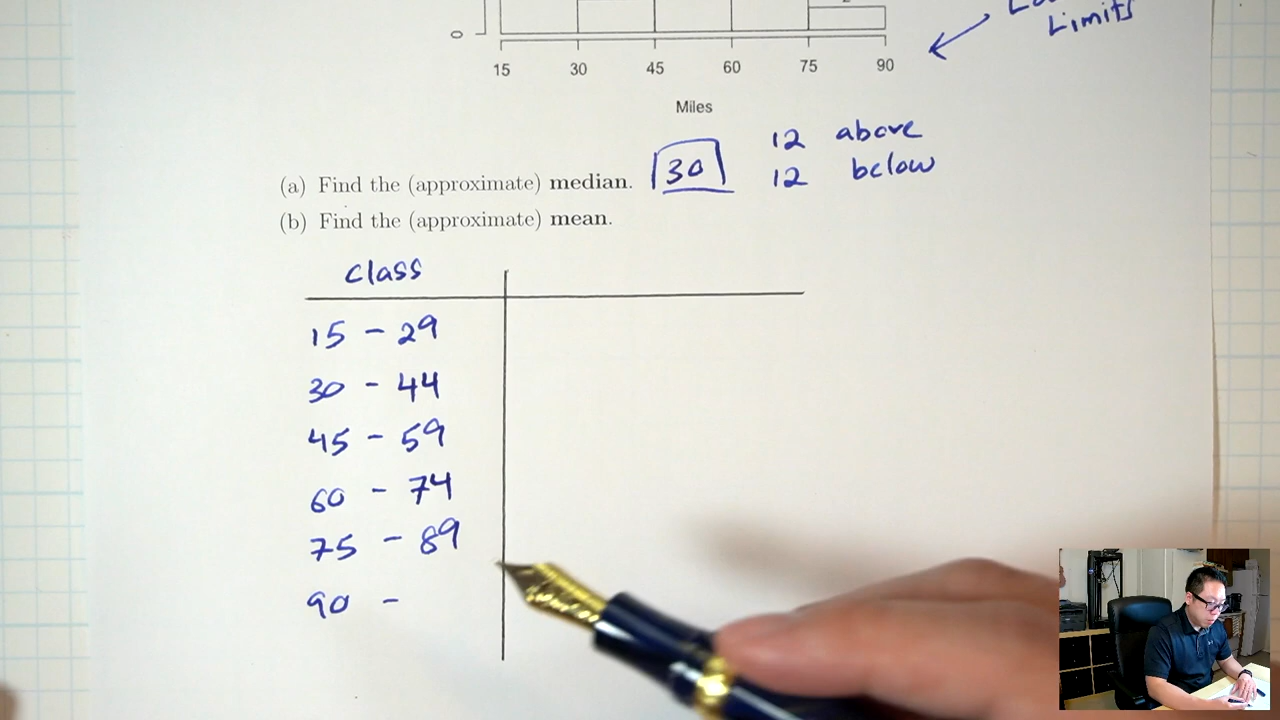 Limits
0
15 30 45 60 75 90
Miles
12 above
(a) Find the (approximate) median. 30 12 below
(b) Find the (approximate) mean.
class
15 - 29
30 - 44
45 - 59
60 - 74
75 - 89
90 -